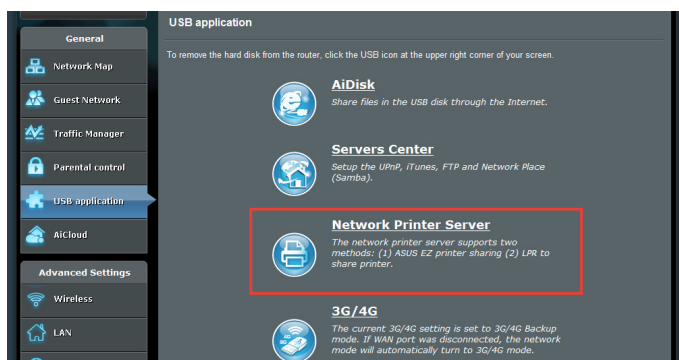 General
Network Map
Guest Network
Traffic Manager
Parental control
USB application
AiCloud
Advanced Settings
Wireless
LAN
USB application
To remove the hard disk from the router, click the USB icon at the upper right corner of your screen.
AiDisk
Share files in the USB disk through the Internet.
Servers Center
Setup the UPnP, iTunes, FTP and Network Place
(Samba).
Network Printer Server
The network printer server supports two
methods: (1) ASUS EZ printer sharing (2) LPR to
share printer.
3G/4G
The current 3G/4G setting is set to 3G/4G Backup
mode. If WAN port was disconnected, the network
mode will automatically turn to 3G/4G mode.